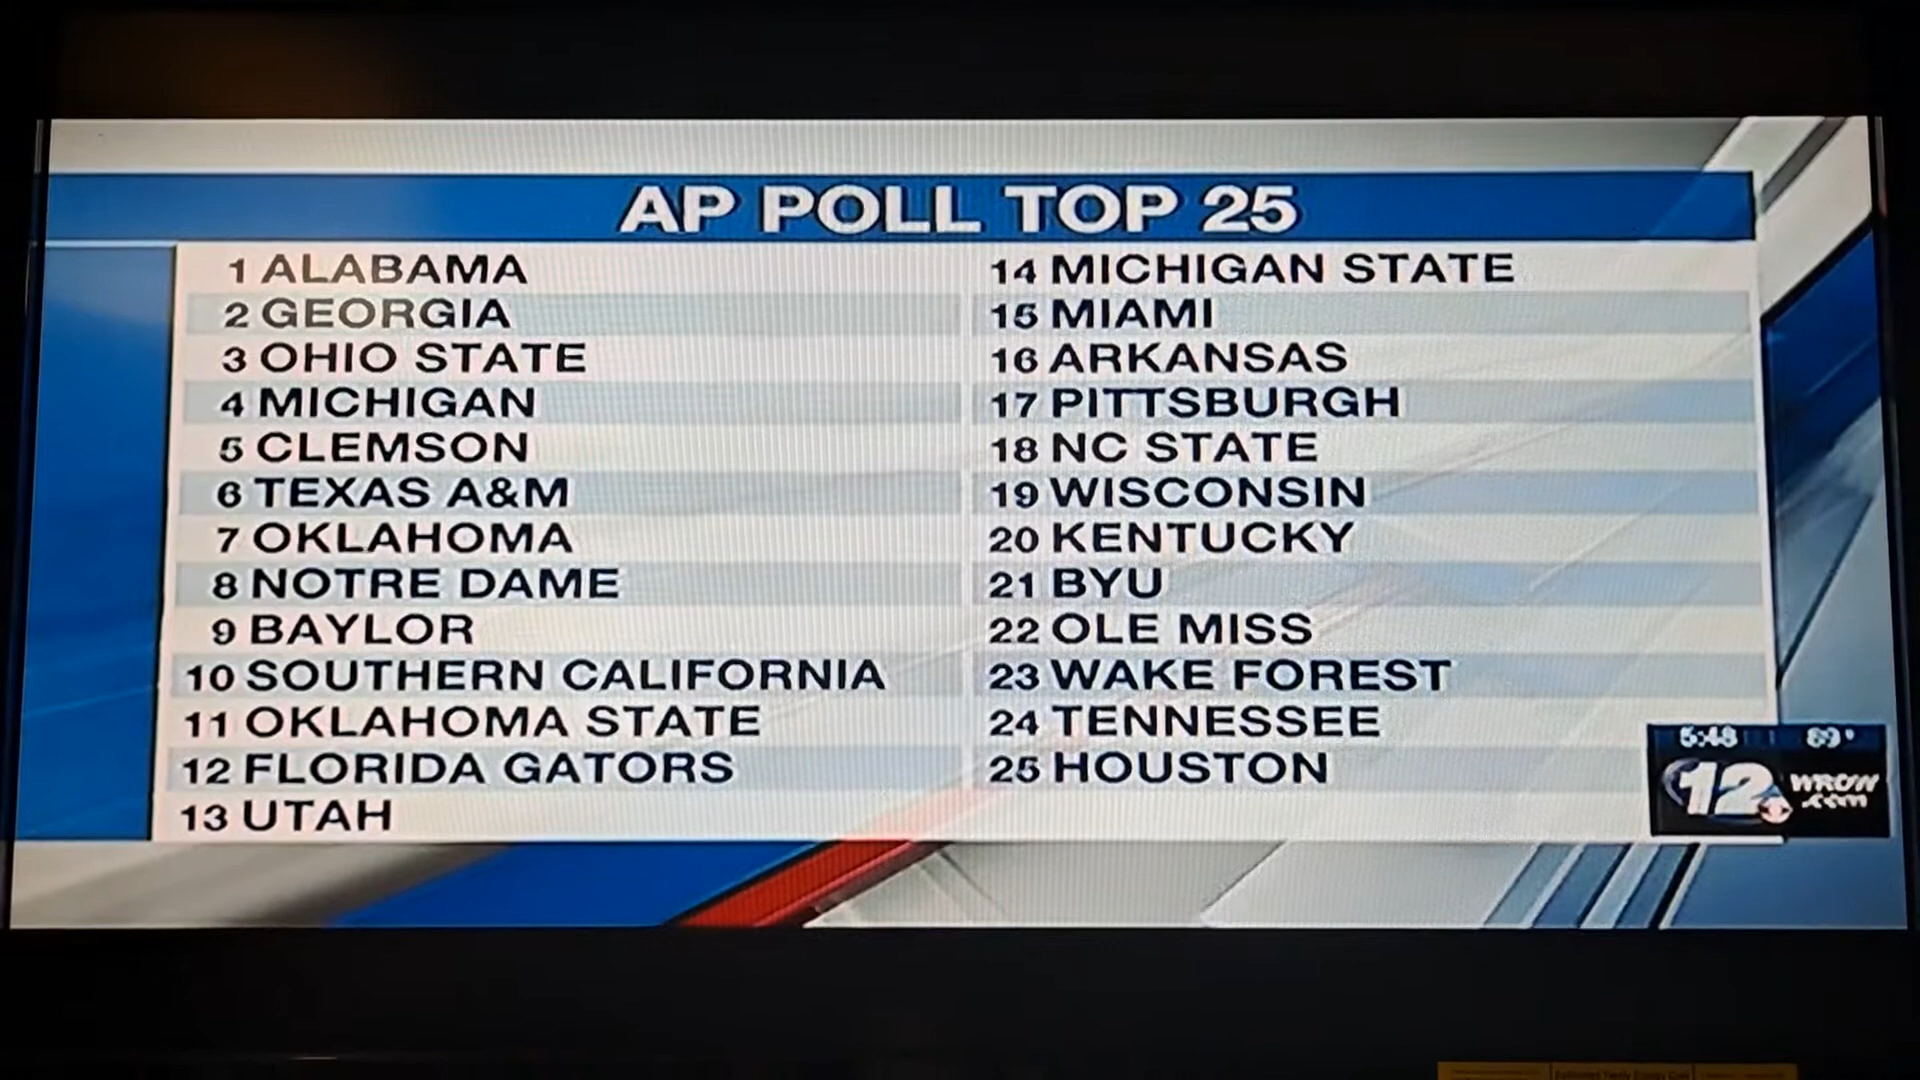 AP POLL TOP 25
1 ALABAMA
2 GEORGIA
3 OHIO STATE
4 MICHIGAN
5 CLEMSON
6 TEXAS A&M
7 OKLAHOMA
8 NOTRE DAME
9 BAYLOR
10 SOUTHERN CALIFORNIA
11 OKLAHOMA STATE
12 FLORIDA GATORS
13 UTAH
14 MICHIGAN STATE
15 MIAMI
16 ARKANSAS
17 PITTSBURGH
18 NC STATE
19 WISCONSIN
20 KENTUCKY
21 BYU
22 OLE MISS
23 WAKE FOREST
24 TENNESSEE
25 HOUSTON
5:48 89°
12 WRDW
.com